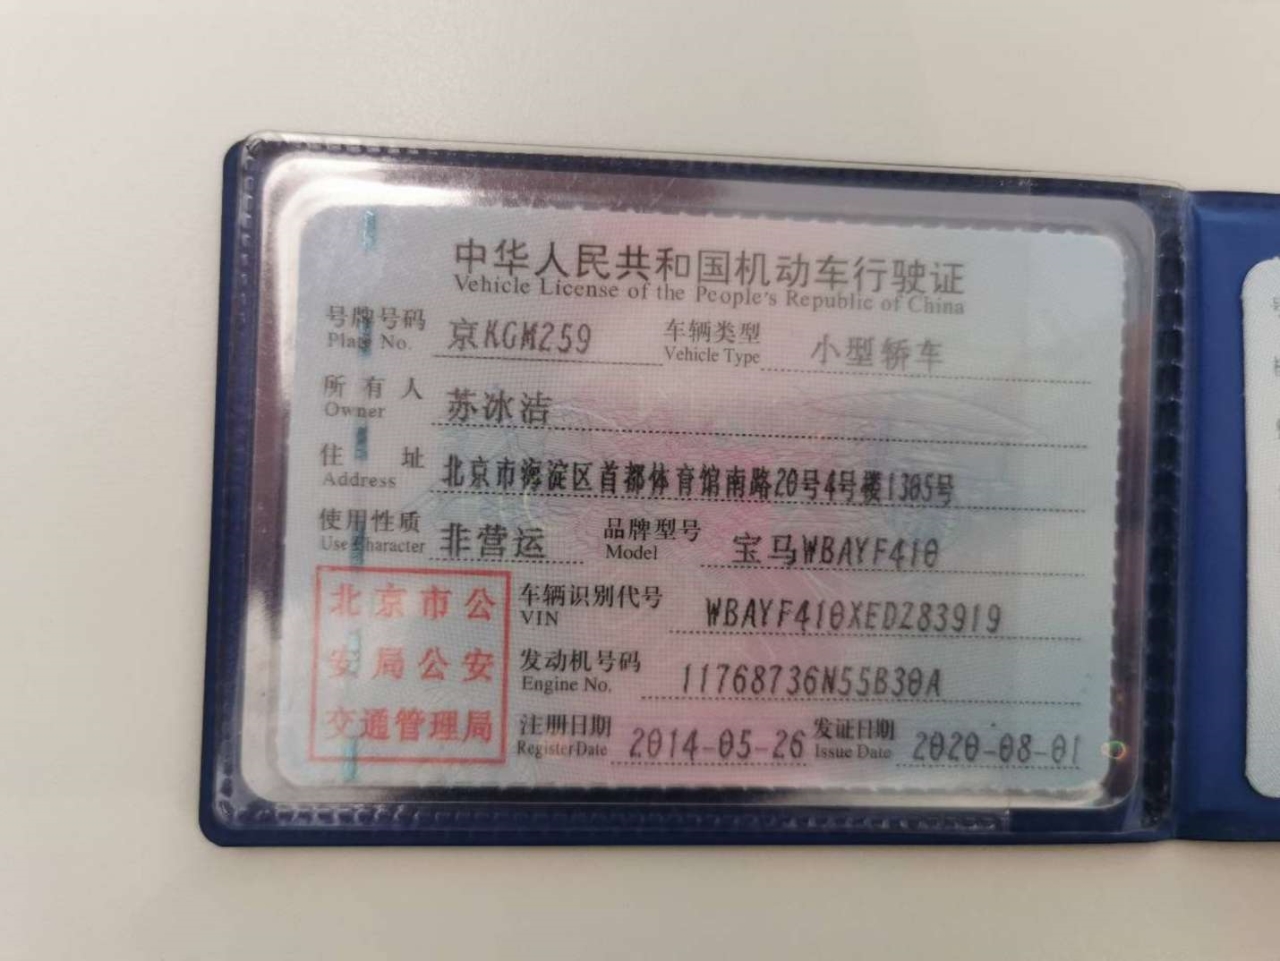 中华人民共和国机动车行驶证
Vehicle License of the People's Republic of China
号牌号码 京KGM259 车辆类型 小型轿车
Plate No. Vehicle Type
所有人 苏冰洁
Owner
住址 北京市海淀区首都体育馆南路20号4号楼1305号
Address
使用性质 非营运 品牌型号 宝马WBAYF410
Use Character Model
北京市公
安局公安
交通管理局
车辆识别代号 WBAYF410XEDZ83919
VIN
发动机号码 11768736N55B30A
Engine No.
注册日期 2014-05-26 发证日期 2020-08-01
Register Date Issue Date